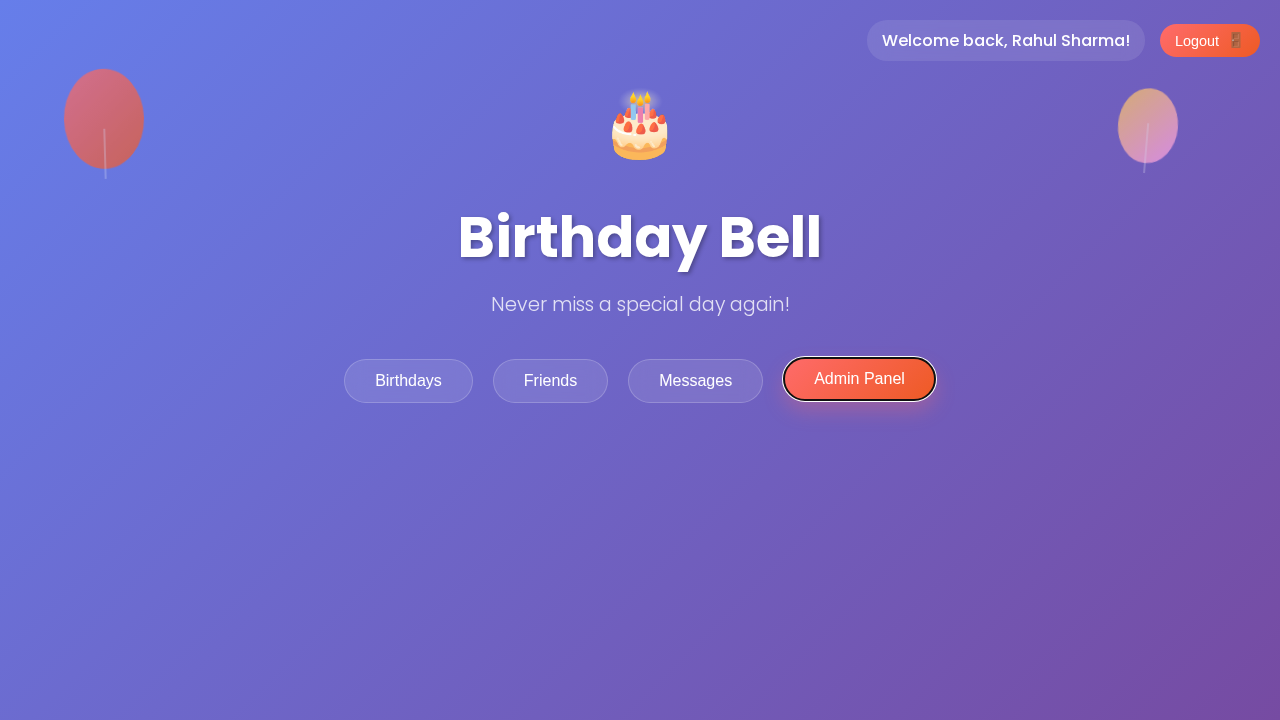 Welcome back, Rahul Sharma!
Logout 🚪
Birthday Bell
Never miss a special day again!
Birthdays
Friends
Messages
Admin Panel